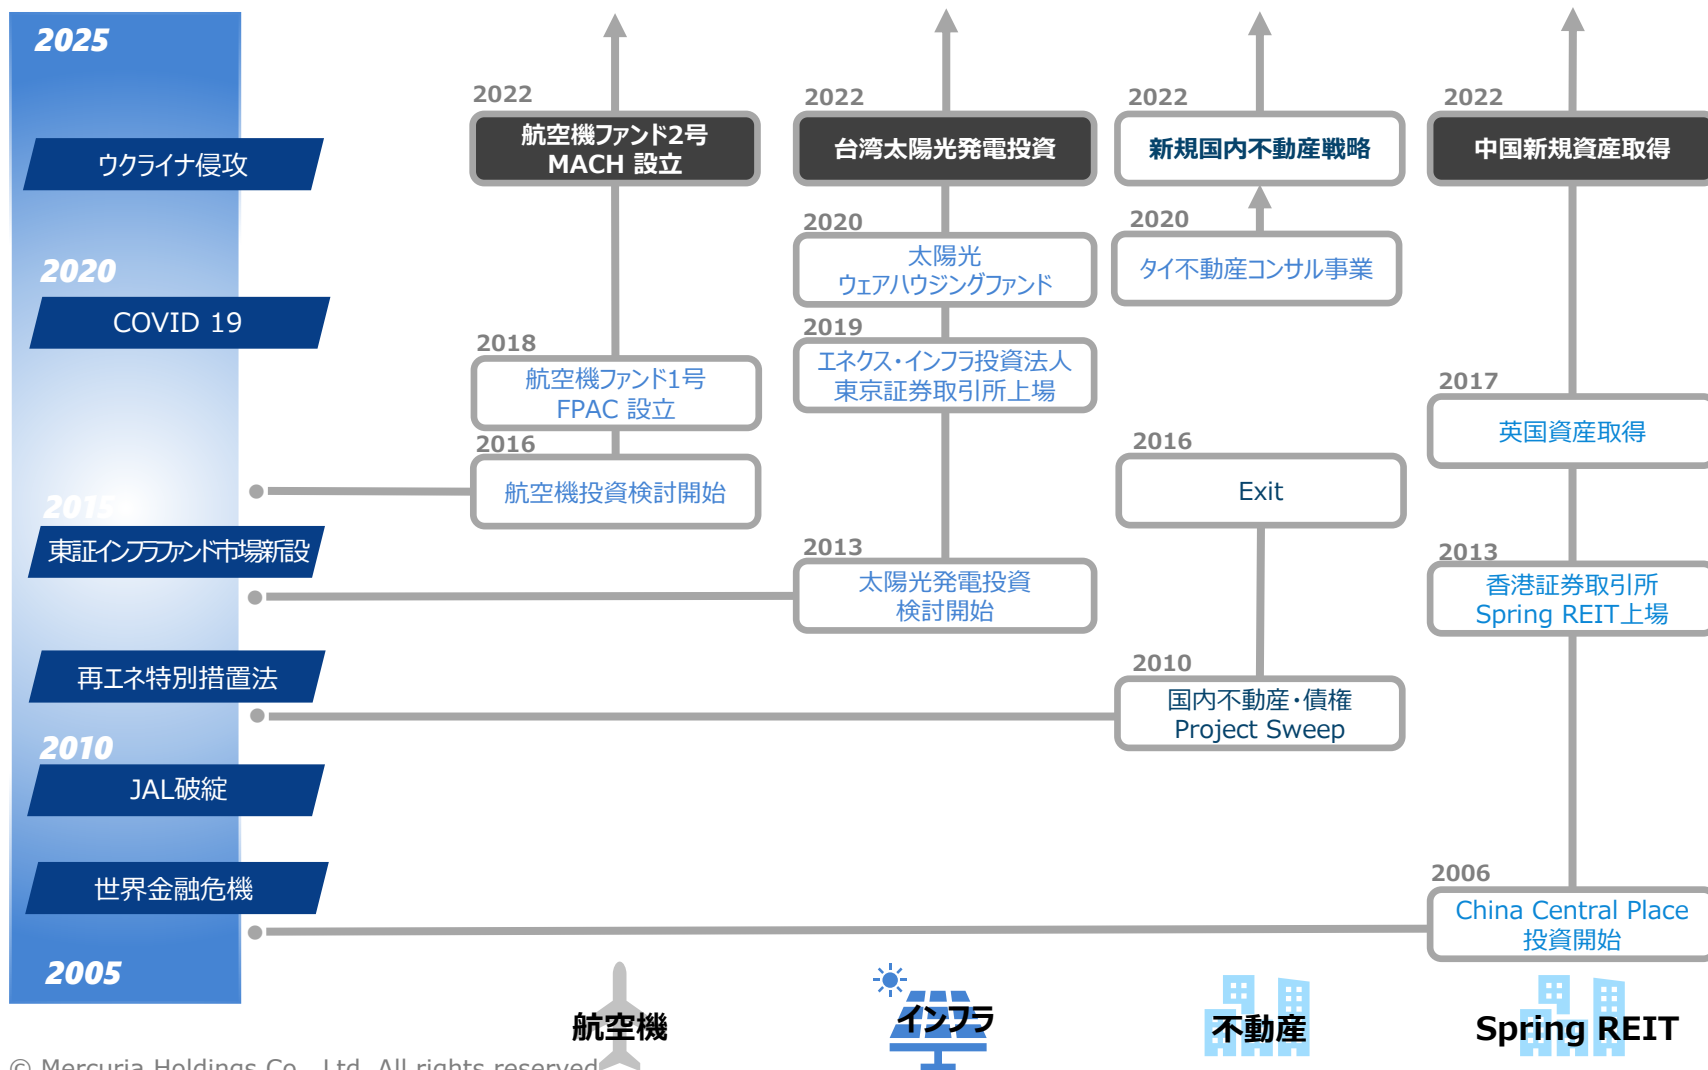 2025
ウクライナ侵攻
2020
COVID 19
2015
東証インフラファンド市場新設
再エネ特別措置法
2010
JAL破綻
世界金融危機
2005
2022
航空機ファンド2号
MACH 設立
2018
航空機ファンド1号
FPAC 設立
2016
航空機投資検討開始
航空機
2022
台湾太陽光発電投資
2020
太陽光
ウェアハウジングファンド
2019
エネクス・インフラ投資法人
東京証券取引所上場
2013
太陽光発電投資
検討開始
インフラ
2022
新規国内不動産戦略
2020
タイ不動産コンサル事業
2016
Exit
2010
国内不動産・債権
Project Sweep
不動産
2022
中国新規資産取得
2017
英国資産取得
2013
香港証券取引所
Spring REIT上場
2006
China Central Place
投資開始
Spring REIT
© Mercuria Holdings Co., Ltd. All rights reserved